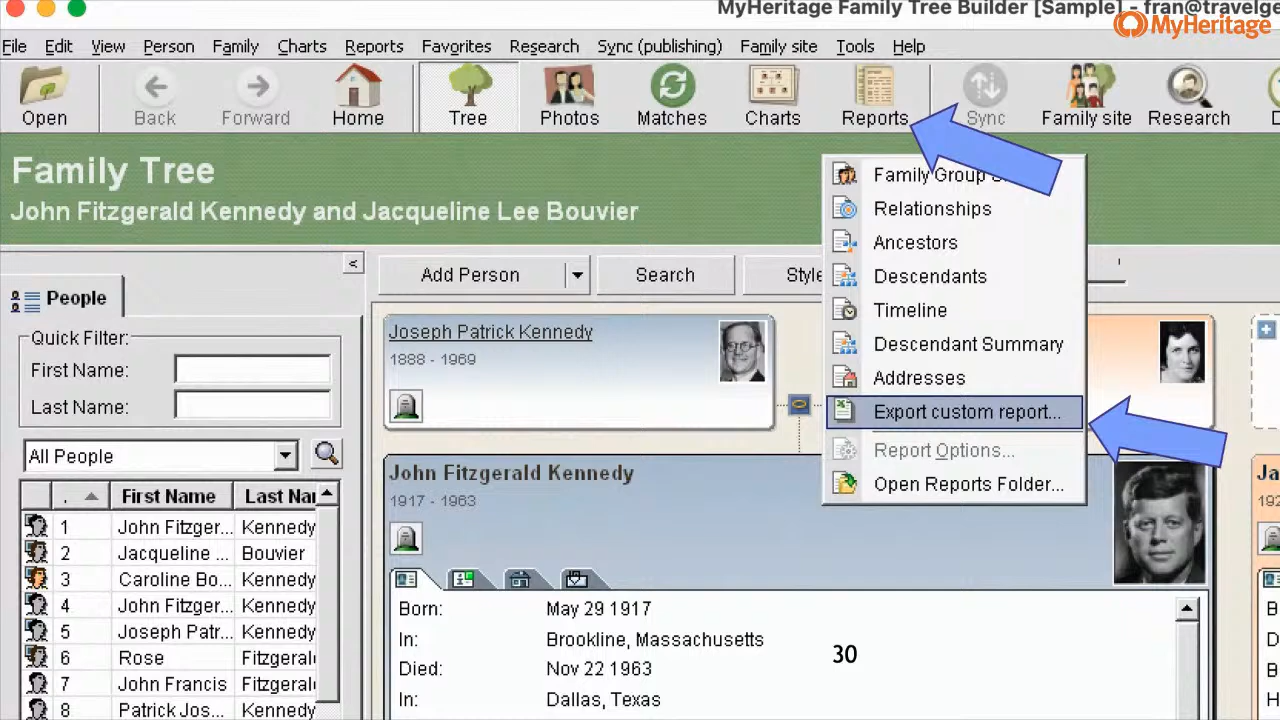 MyHeritage Family Tree Builder [Sample] - fran@travelge
MyHeritage
File Edit View Person Family Charts Reports Favorites Research Sync (publishing) Family site Tools Help
Open Back Forward Home Tree Photos Matches Charts Reports Sync Family site Research D
Family Tree
John Fitzgerald Kennedy and Jacqueline Lee Bouvier
Family Group S
Relationships
Ancestors
Descendants
Timeline
Descendant Summary
Addresses
Export custom report...
Report Options...
Open Reports Folder...
<
Add Person Search Style
People
Quick Filter:
First Name:
Last Name:
All People
. First Name Last Nar
1 John Fitzger... Kennedy
2 Jacqueline ... Bouvier
3 Caroline Bo... Kennedy
4 John Fitzger... Kennedy
5 Joseph Patr... Kennedy
6 Rose Fitzgeral
7 John Francis Fitzgeral
8 Patrick Jos... Kennedy
Joseph Patrick Kennedy
1888 - 1969
John Fitzgerald Kennedy
1917 - 1963
Born: May 29 1917
In: Brookline, Massachusetts
Died: Nov 22 1963
In: Dallas, Texas
30
Ja
192
B
D
B
H